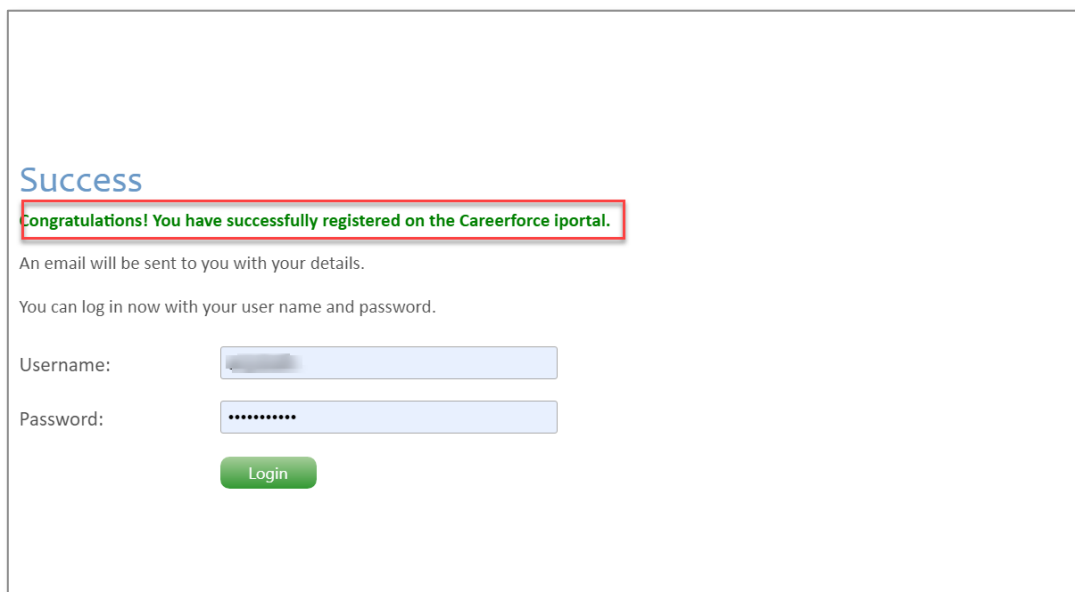 Success
Congratulations! You have successfully registered on the Careerforce iportal.
An email will be sent to you with your details.
You can log in now with your user name and password.
Username:
Password: •••••••••••
Login